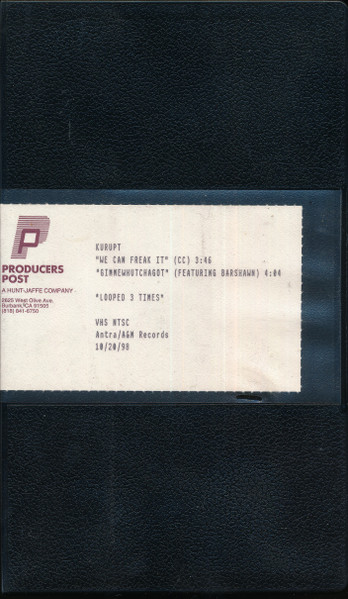 PRODUCERS
POST
A HUNT-JAFFE COMPANY
2625 West Olive Ave.
Burbank/CA 91505
(818) 841-6750
KURUPT
"WE CAN FREAK IT" (CC) 3:46
"GIMMEWHUTCHAGOT" (FEATURING BARSHAWN) 4:04
"LOOPED 3 TIMES"
VHS NTSC
Antra/A&M Records
10/20/98